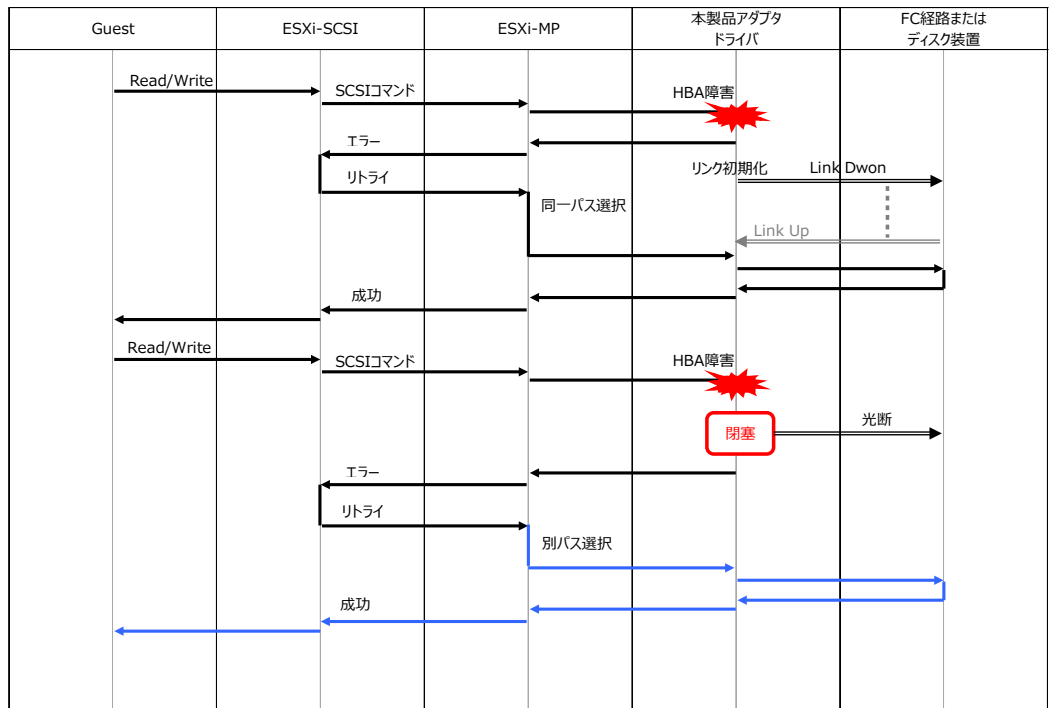 Guest
ESXi-SCSI
ESXi-MP
本製品アダプタ
ドライバ
FC経路または
ディスク装置
Read/Write
SCSIコマンド
HBA障害
エラー
リトライ
リンク初期化
Link Dwon
同一パス選択
Link Up
成功
Read/Write
SCSIコマンド
HBA障害
閉塞
光断
エラー
リトライ
別パス選択
成功